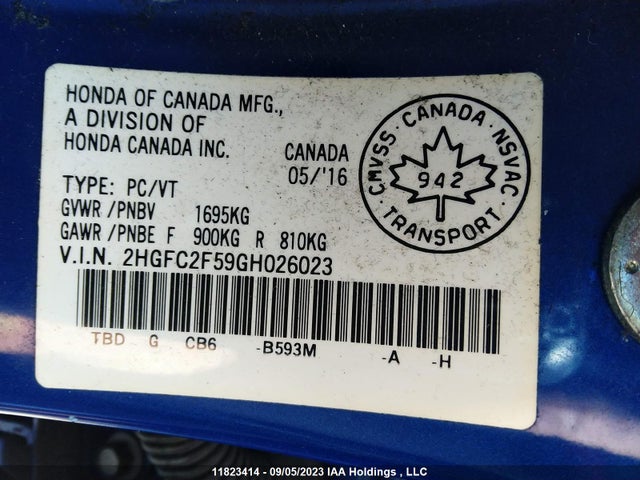 HONDA OF CANADA MFG.,
A DIVISION OF
HONDA CANADA INC.
CANADA
05/'16
TYPE: PC/VT
GVWR /PNBV 1695KG
GAWR /PNBE F 900KG R 810KG
V.I.N. 2HGFC2F59GH026023
TBD G CB6 -B593M -A -H
CMVSS · CANADA · NSVAC
942
TRANSPORT
11823414 - 09/05/2023 IAA Holdings , LLC